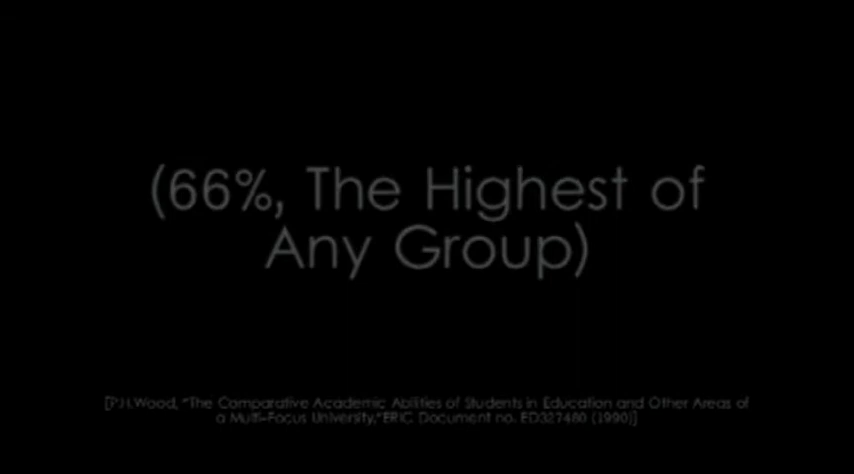 (66%, The Highest of
Any Group)
[P.H.Wood, "The Comparative Academic Abilities of Students in Education and Other Areas of
a Multi-Focus University,"ERIC Document no. ED327480 (1990)]